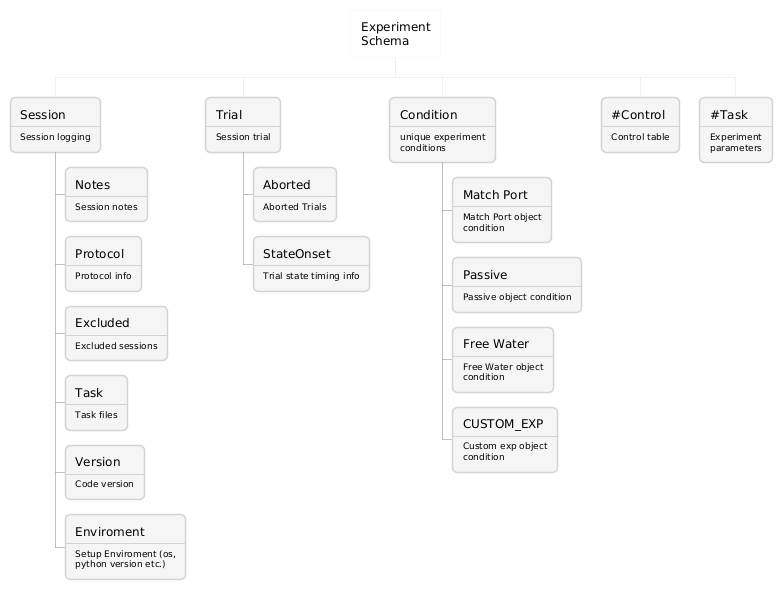 Experiment
Schema
Session
Session logging
Notes
Session notes
Protocol
Protocol info
Excluded
Excluded sessions
Task
Task files
Version
Code version
Enviroment
Setup Enviroment (os,
python version etc.)
Trial
Session trial
Aborted
Aborted Trials
StateOnset
Trial state timing info
Condition
unique experiment
conditions
Match Port
Match Port object
condition
Passive
Passive object condition
Free Water
Free Water object
condition
CUSTOM_EXP
Custom exp object
condition
#Control
Control table
#Task
Experiment
parameters